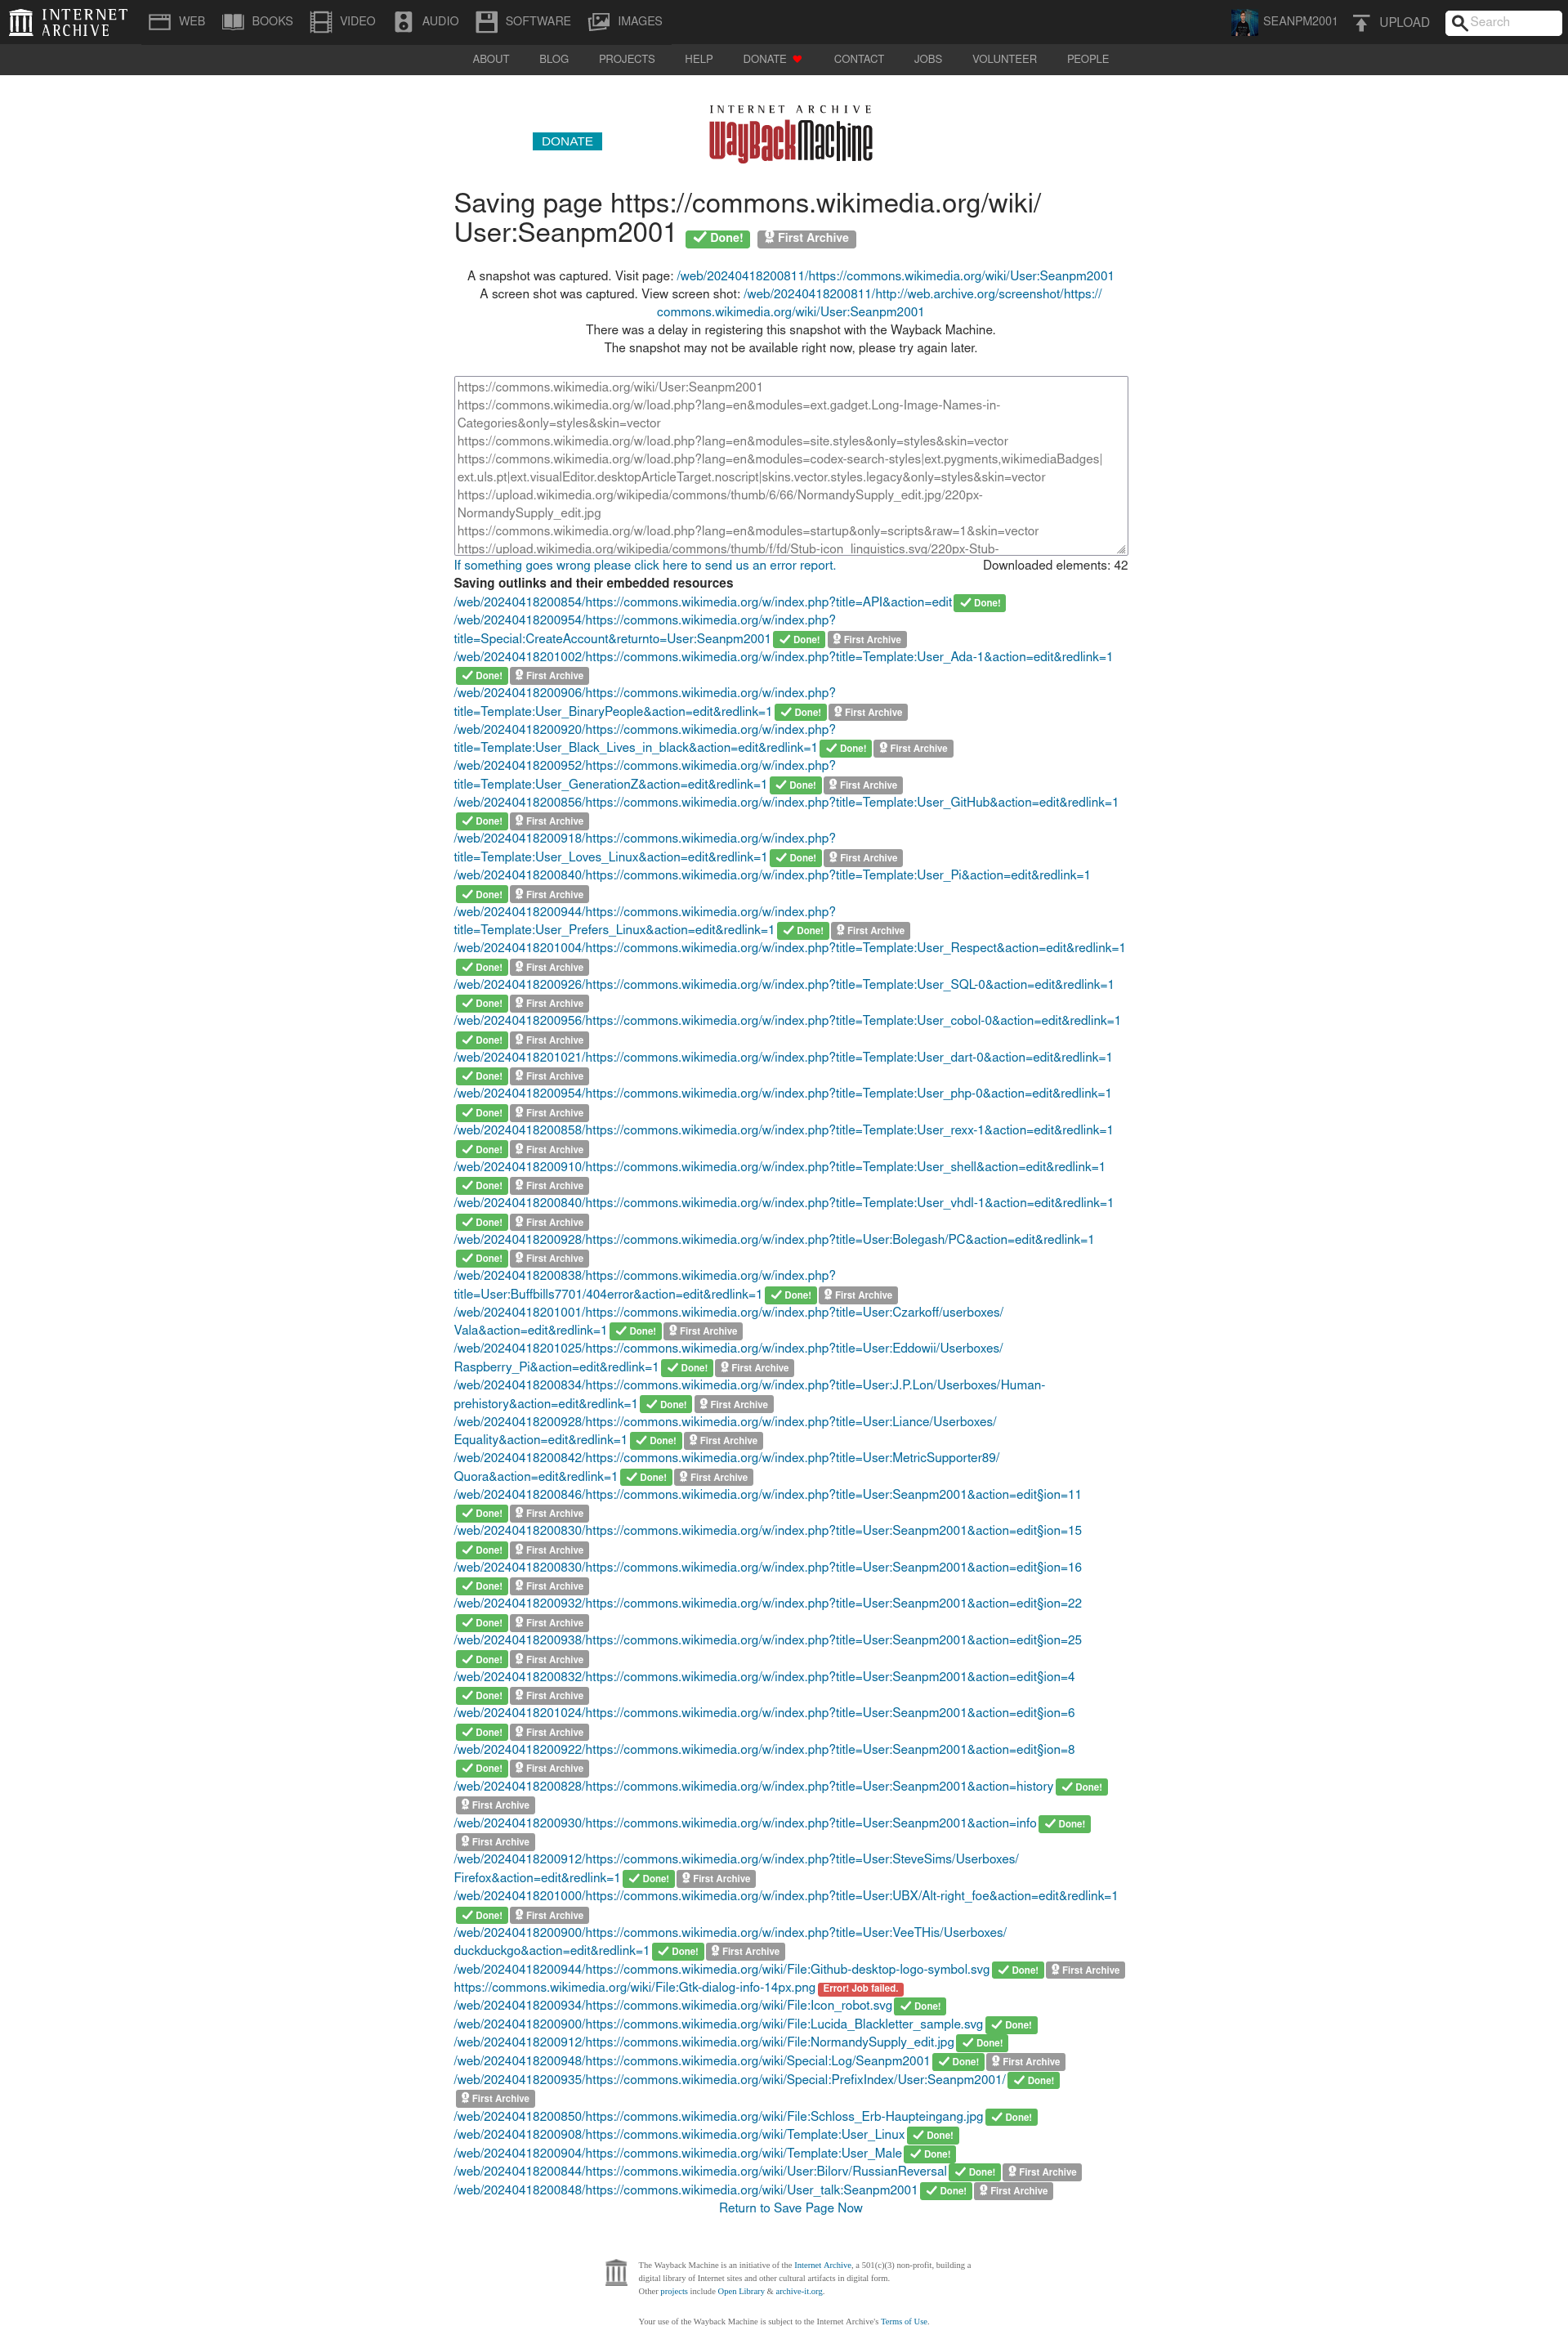 INTERNET ARCHIVE
WEB BOOKS VIDEO AUDIO SOFTWARE IMAGES SEANPM2001 UPLOAD Search
ABOUT BLOG PROJECTS HELP DONATE CONTACT JOBS VOLUNTEER PEOPLE
INTERNET ARCHIVE
DONATE
WayBackMachine
Saving page https://commons.wikimedia.org/wiki/
User:Seanpm2001 Done! First Archive
A snapshot was captured. Visit page: /web/20240418200811/https://commons.wikimedia.org/wiki/User:Seanpm2001
A screen shot was captured. View screen shot: /web/20240418200811/http://web.archive.org/screenshot/https://
commons.wikimedia.org/wiki/User:Seanpm2001
There was a delay in registering this snapshot with the Wayback Machine.
The snapshot may not be available right now, please try again later.
https://commons.wikimedia.org/wiki/User:Seanpm2001
https://commons.wikimedia.org/w/load.php?lang=en&modules=ext.gadget.Long-Image-Names-in-
Categories&only=styles&skin=vector
https://commons.wikimedia.org/w/load.php?lang=en&modules=site.styles&only=styles&skin=vector
https://commons.wikimedia.org/w/load.php?lang=en&modules=codex-search-styles|ext.pygments,wikimediaBadges|
ext.uls.pt|ext.visualEditor.desktopArticleTarget.noscript|skins.vector.styles.legacy&only=styles&skin=vector
https://upload.wikimedia.org/wikipedia/commons/thumb/6/66/NormandySupply_edit.jpg/220px-
NormandySupply_edit.jpg
https://commons.wikimedia.org/w/load.php?lang=en&modules=startup&only=scripts&raw=1&skin=vector
https://upload.wikimedia.org/wikipedia/commons/thumb/f/fd/Stub-icon_linguistics.svg/220px-Stub-
If something goes wrong please click here to send us an error report. Downloaded elements: 42
Saving outlinks and their embedded resources
/web/20240418200854/https://commons.wikimedia.org/w/index.php?title=API&action=edit Done!
/web/20240418200954/https://commons.wikimedia.org/w/index.php?
title=Special:CreateAccount&returnto=User:Seanpm2001 Done! First Archive
/web/20240418201002/https://commons.wikimedia.org/w/index.php?title=Template:User_Ada-1&action=edit&redlink=1
Done! First Archive
/web/20240418200906/https://commons.wikimedia.org/w/index.php?
title=Template:User_BinaryPeople&action=edit&redlink=1 Done! First Archive
/web/20240418200920/https://commons.wikimedia.org/w/index.php?
title=Template:User_Black_Lives_in_black&action=edit&redlink=1 Done! First Archive
/web/20240418200952/https://commons.wikimedia.org/w/index.php?
title=Template:User_GenerationZ&action=edit&redlink=1 Done! First Archive
/web/20240418200856/https://commons.wikimedia.org/w/index.php?title=Template:User_GitHub&action=edit&redlink=1
Done! First Archive
/web/20240418200918/https://commons.wikimedia.org/w/index.php?
title=Template:User_Loves_Linux&action=edit&redlink=1 Done! First Archive
/web/20240418200840/https://commons.wikimedia.org/w/index.php?title=Template:User_Pi&action=edit&redlink=1
Done! First Archive
/web/20240418200944/https://commons.wikimedia.org/w/index.php?
title=Template:User_Prefers_Linux&action=edit&redlink=1 Done! First Archive
/web/20240418201004/https://commons.wikimedia.org/w/index.php?title=Template:User_Respect&action=edit&redlink=1
Done! First Archive
/web/20240418200926/https://commons.wikimedia.org/w/index.php?title=Template:User_SQL-0&action=edit&redlink=1
Done! First Archive
/web/20240418200956/https://commons.wikimedia.org/w/index.php?title=Template:User_cobol-0&action=edit&redlink=1
Done! First Archive
/web/20240418201021/https://commons.wikimedia.org/w/index.php?title=Template:User_dart-0&action=edit&redlink=1
Done! First Archive
/web/20240418200954/https://commons.wikimedia.org/w/index.php?title=Template:User_php-0&action=edit&redlink=1
Done! First Archive
/web/20240418200858/https://commons.wikimedia.org/w/index.php?title=Template:User_rexx-1&action=edit&redlink=1
Done! First Archive
/web/20240418200910/https://commons.wikimedia.org/w/index.php?title=Template:User_shell&action=edit&redlink=1
Done! First Archive
/web/20240418200840/https://commons.wikimedia.org/w/index.php?title=Template:User_vhdl-1&action=edit&redlink=1
Done! First Archive
/web/20240418200928/https://commons.wikimedia.org/w/index.php?title=User:Bolegash/PC&action=edit&redlink=1
Done! First Archive
/web/20240418200838/https://commons.wikimedia.org/w/index.php?
title=User:Buffbills7701/404error&action=edit&redlink=1 Done! First Archive
/web/20240418201001/https://commons.wikimedia.org/w/index.php?title=User:Czarkoff/userboxes/
Vala&action=edit&redlink=1 Done! First Archive
/web/20240418201025/https://commons.wikimedia.org/w/index.php?title=User:Eddowii/Userboxes/
Raspberry_Pi&action=edit&redlink=1 Done! First Archive
/web/20240418200834/https://commons.wikimedia.org/w/index.php?title=User:J.P.Lon/Userboxes/Human-
prehistory&action=edit&redlink=1 Done! First Archive
/web/20240418200928/https://commons.wikimedia.org/w/index.php?title=User:Liance/Userboxes/
Equality&action=edit&redlink=1 Done! First Archive
/web/20240418200842/https://commons.wikimedia.org/w/index.php?title=User:MetricSupporter89/
Quora&action=edit&redlink=1 Done! First Archive
/web/20240418200846/https://commons.wikimedia.org/w/index.php?title=User:Seanpm2001&action=edit§ion=11
Done! First Archive
/web/20240418200830/https://commons.wikimedia.org/w/index.php?title=User:Seanpm2001&action=edit§ion=15
Done! First Archive
/web/20240418200830/https://commons.wikimedia.org/w/index.php?title=User:Seanpm2001&action=edit§ion=16
Done! First Archive
/web/20240418200932/https://commons.wikimedia.org/w/index.php?title=User:Seanpm2001&action=edit§ion=22
Done! First Archive
/web/20240418200938/https://commons.wikimedia.org/w/index.php?title=User:Seanpm2001&action=edit§ion=25
Done! First Archive
/web/20240418200832/https://commons.wikimedia.org/w/index.php?title=User:Seanpm2001&action=edit§ion=4
Done! First Archive
/web/20240418201024/https://commons.wikimedia.org/w/index.php?title=User:Seanpm2001&action=edit§ion=6
Done! First Archive
/web/20240418200922/https://commons.wikimedia.org/w/index.php?title=User:Seanpm2001&action=edit§ion=8
Done! First Archive
/web/20240418200828/https://commons.wikimedia.org/w/index.php?title=User:Seanpm2001&action=history Done!
First Archive
/web/20240418200930/https://commons.wikimedia.org/w/index.php?title=User:Seanpm2001&action=info Done!
First Archive
/web/20240418200912/https://commons.wikimedia.org/w/index.php?title=User:SteveSims/Userboxes/
Firefox&action=edit&redlink=1 Done! First Archive
/web/20240418201000/https://commons.wikimedia.org/w/index.php?title=User:UBX/Alt-right_foe&action=edit&redlink=1
Done! First Archive
/web/20240418200900/https://commons.wikimedia.org/w/index.php?title=User:VeeTHis/Userboxes/
duckduckgo&action=edit&redlink=1 Done! First Archive
/web/20240418200944/https://commons.wikimedia.org/wiki/File:Github-desktop-logo-symbol.svg Done! First Archive
https://commons.wikimedia.org/wiki/File:Gtk-dialog-info-14px.png Error! Job failed.
/web/20240418200934/https://commons.wikimedia.org/wiki/File:Icon_robot.svg Done!
/web/20240418200900/https://commons.wikimedia.org/wiki/File:Lucida_Blackletter_sample.svg Done!
/web/20240418200912/https://commons.wikimedia.org/wiki/File:NormandySupply_edit.jpg Done!
/web/20240418200948/https://commons.wikimedia.org/wiki/Special:Log/Seanpm2001 Done! First Archive
/web/20240418200935/https://commons.wikimedia.org/wiki/Special:PrefixIndex/User:Seanpm2001/ Done!
First Archive
/web/20240418200850/https://commons.wikimedia.org/wiki/File:Schloss_Erb-Haupteingang.jpg Done!
/web/20240418200908/https://commons.wikimedia.org/wiki/Template:User_Linux Done!
/web/20240418200904/https://commons.wikimedia.org/wiki/Template:User_Male Done!
/web/20240418200844/https://commons.wikimedia.org/wiki/User:Bilorv/RussianReversal Done! First Archive
/web/20240418200848/https://commons.wikimedia.org/wiki/User_talk:Seanpm2001 Done! First Archive
Return to Save Page Now
The Wayback Machine is an initiative of the Internet Archive, a 501(c)(3) non-profit, building a
digital library of Internet sites and other cultural artifacts in digital form.
Other projects include Open Library & archive-it.org.
Your use of the Wayback Machine is subject to the Internet Archive's Terms of Use.